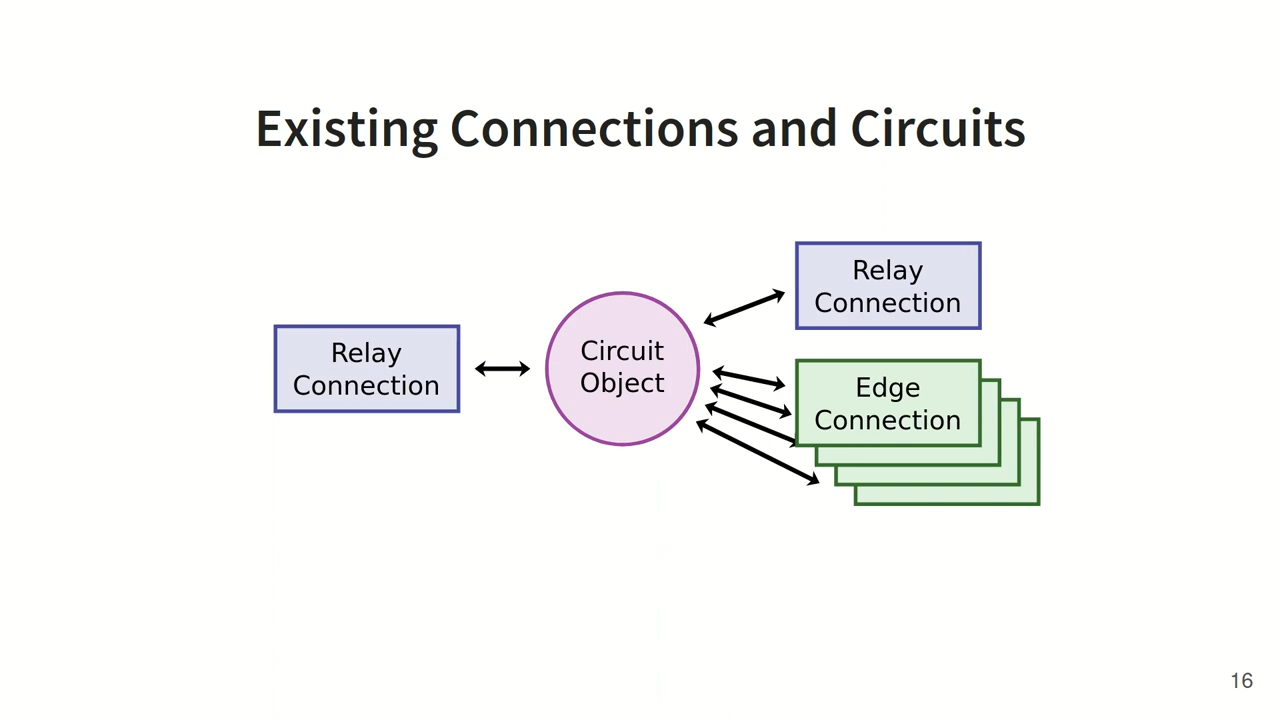 Existing Connections and Circuits
Relay
Connection
Circuit
Object
Relay
Connection
Edge
Connection
16